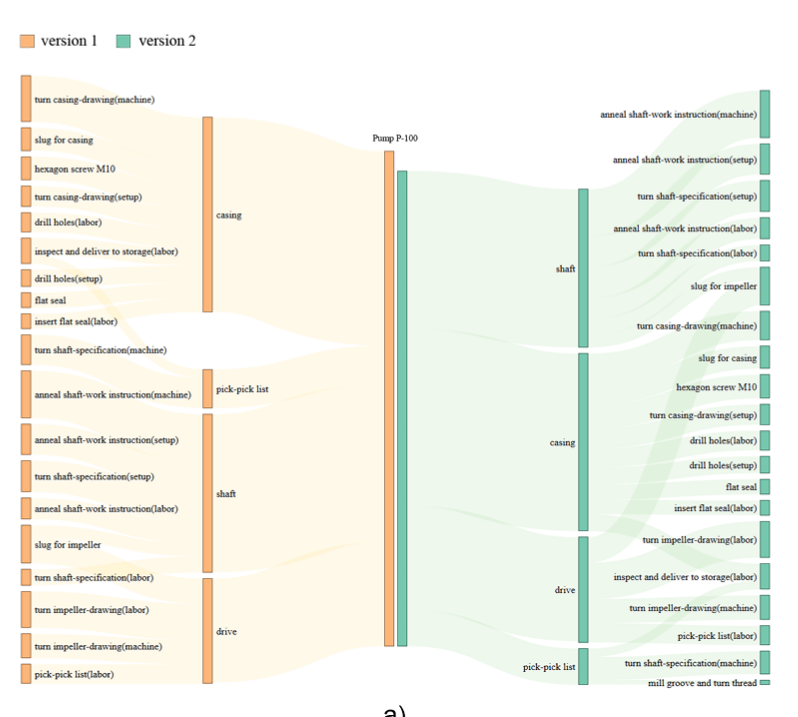 version 1 version 2
Pump P-100
turn casing-drawing(machine)
slug for casing
hexagon screw M10
turn casing-drawing(setup)
drill holes(labor)
inspect and deliver to storage(labor)
drill holes(setup)
flat seal
insert flat seal(labor)
turn shaft-specification(machine)
anneal shaft-work instruction(machine)
anneal shaft-work instruction(setup)
turn shaft-specification(setup)
anneal shaft-work instruction(labor)
slug for impeller
turn shaft-specification(labor)
turn impeller-drawing(labor)
turn impeller-drawing(machine)
pick-pick list(labor)
casing
pick-pick list
shaft
drive
shaft
casing
drive
pick-pick list
anneal shaft-work instruction(machine)
anneal shaft-work instruction(setup)
turn shaft-specification(setup)
anneal shaft-work instruction(labor)
turn shaft-specification(labor)
slug for impeller
turn casing-drawing(machine)
slug for casing
hexagon screw M10
turn casing-drawing(setup)
drill holes(labor)
drill holes(setup)
flat seal
insert flat seal(labor)
turn impeller-drawing(labor)
inspect and deliver to storage(labor)
turn impeller-drawing(machine)
pick-pick list(labor)
turn shaft-specification(machine)
mill groove and turn thread
a)